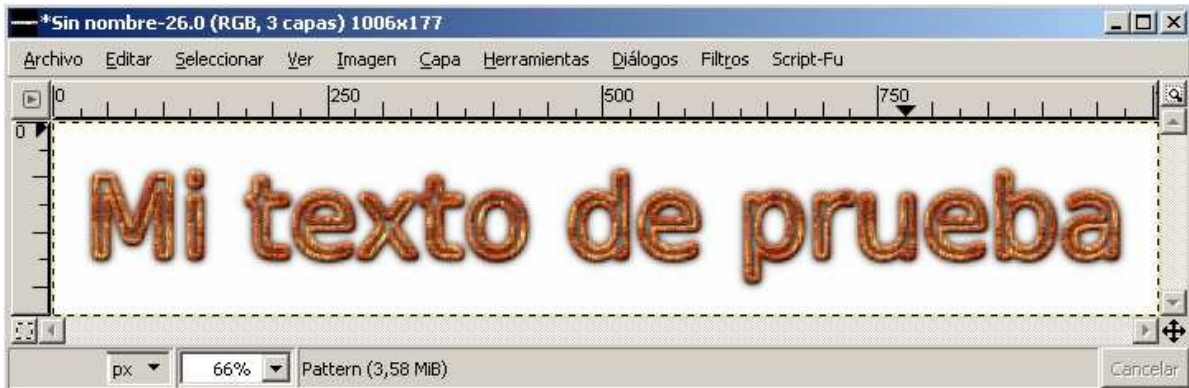 *Sin nombre-26.0 (RGB, 3 capas) 1006x177
Archivo Editar Seleccionar Ver Imagen Capa Herramientas Diálogos Filtros Script-Fu
0 250 500 750
0
Mi texto de prueba
px 66% Pattern (3,58 MiB) Cancelar